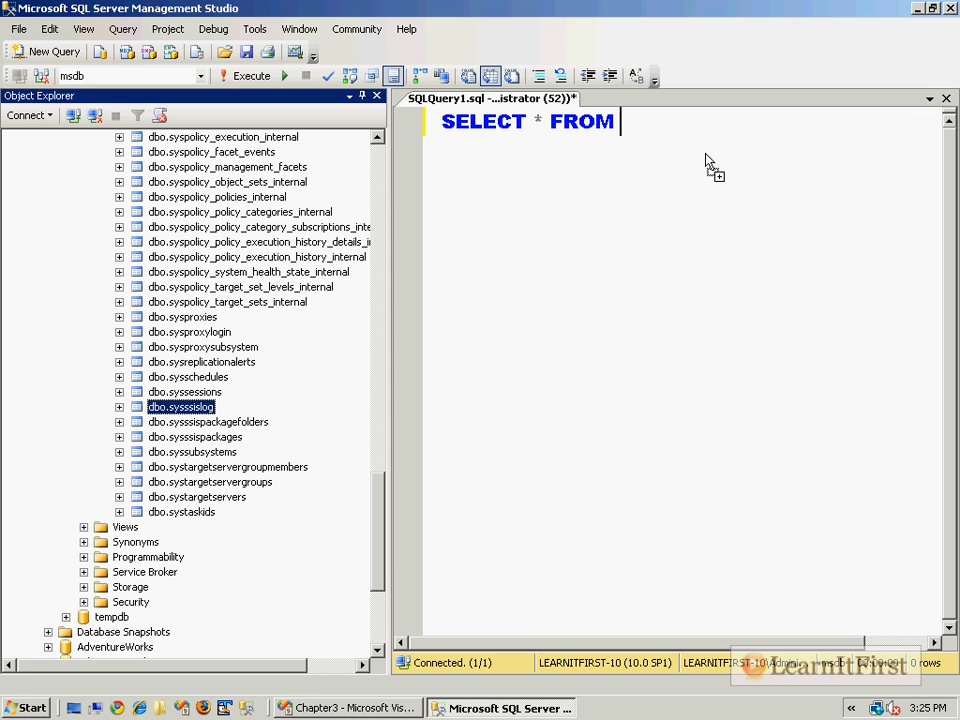 Microsoft SQL Server Management Studio
File Edit View Query Project Debug Tools Window Community Help
New Query
msdb Execute
Object Explorer
SQLQuery1.sql -...istrator (52))*
Connect
SELECT * FROM
dbo.syspolicy_execution_internal
dbo.syspolicy_facet_events
dbo.syspolicy_management_facets
dbo.syspolicy_object_sets_internal
dbo.syspolicy_policies_internal
dbo.syspolicy_policy_categories_internal
dbo.syspolicy_policy_category_subscriptions_inte
dbo.syspolicy_policy_execution_history_details_i
dbo.syspolicy_policy_execution_history_internal
dbo.syspolicy_system_health_state_internal
dbo.syspolicy_target_set_levels_internal
dbo.syspolicy_target_sets_internal
dbo.sysproxies
dbo.sysproxylogin
dbo.sysproxysubsystem
dbo.sysreplicationalerts
dbo.sysschedules
dbo.syssessions
dbo.sysssislog
dbo.sysssispackagefolders
dbo.sysssispackages
dbo.syssubsystems
dbo.systargetservergroupmembers
dbo.systargetservergroups
dbo.systargetservers
dbo.systaskids
Views
Synonyms
Programmability
Service Broker
Storage
Security
tempdb
Database Snapshots
AdventureWorks
Connected. (1/1) LEARNITFIRST-10 (10.0 SP1) LEARNITFIRST-10\Admini... msdb 00:00:00 0 rows
LearnItFirst
Start Chapter3 - Microsoft Vis... Microsoft SQL Server ... « 3:25 PM